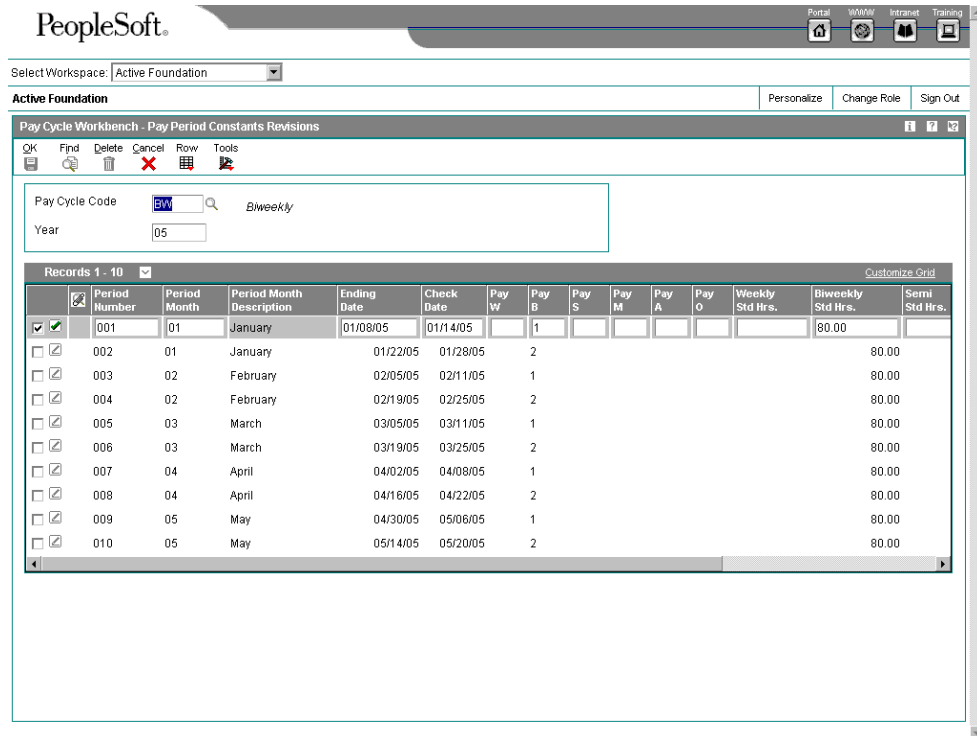 PeopleSoft®
Portal WWW Intranet Training
Select Workspace: Active Foundation
Active Foundation Personalize Change Role Sign Out
Pay Cycle Workbench - Pay Period Constants Revisions i ? ?
OK Find Delete Cancel Row Tools
Pay Cycle Code BW Biweekly
Year 05
Records 1 - 10 Customize Grid
Period Number Period Month Period Month Description Ending Date Check Date Pay W Pay B Pay S Pay M Pay A Pay O Weekly Std Hrs. Biweekly Std Hrs. Semi Std Hrs.
001 01 January 01/08/05 01/14/05 1 80.00
002 01 January 01/22/05 01/28/05 2 80.00
003 02 February 02/05/05 02/11/05 1 80.00
004 02 February 02/19/05 02/25/05 2 80.00
005 03 March 03/05/05 03/11/05 1 80.00
006 03 March 03/19/05 03/25/05 2 80.00
007 04 April 04/02/05 04/08/05 1 80.00
008 04 April 04/16/05 04/22/05 2 80.00
009 05 May 04/30/05 05/06/05 1 80.00
010 05 May 05/14/05 05/20/05 2 80.00